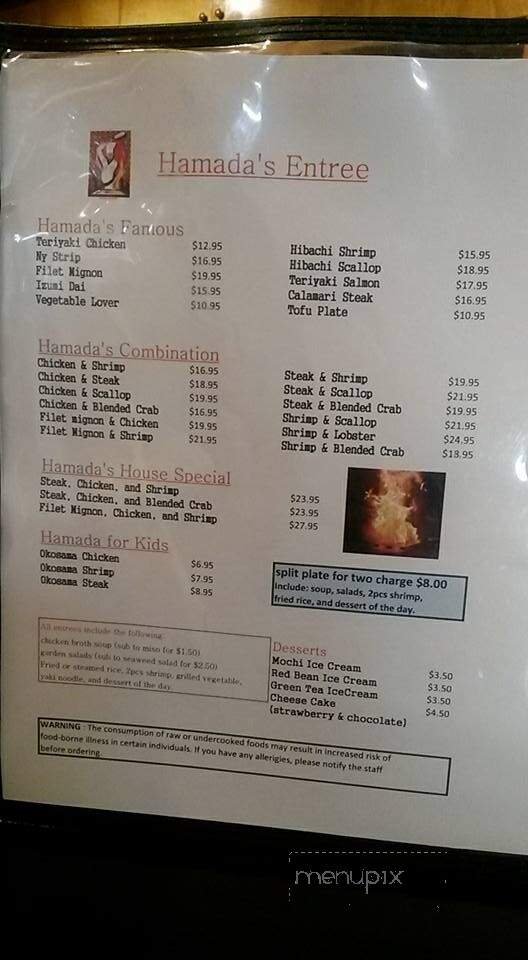 Hamada's Entree
Hamada's Famous
Teriyaki Chicken $12.95
Ny Strip $16.95
Filet Mignon $19.95
Izumi Dai $15.95
Vegetable Lover $10.95
Hibachi Shrimp $15.95
Hibachi Scallop $18.95
Teriyaki Salmon $17.95
Calamari Steak $16.95
Tofu Plate $10.95
Hamada's Combination
Chicken & Shrimp $16.95
Chicken & Steak $18.95
Chicken & Scallop $19.95
Chicken & Blended Crab $16.95
Filet mignon & Chicken $19.95
Filet Mignon & Shrimp $21.95
Steak & Shrimp $19.95
Steak & Scallop $21.95
Steak & Blended Crab $19.95
Shrimp & Scallop $21.95
Shrimp & Lobster $24.95
Shrimp & Blended Crab $18.95
Hamada's House Special
Steak, Chicken, and Shrimp $23.95
Steak, Chicken, and Blended Crab $23.95
Filet Mignon, Chicken, and Shrimp $27.95
Hamada for Kids
Okosama Chicken $6.95
Okosama Shrimp $7.95
Okosama Steak $8.95
split plate for two charge $8.00
Include: soup, salads, 2pcs shrimp,
fried rice, and dessert of the day.
All entrees include the following:
chicken broth soup (sub to miso for $1.50)
garden salads (sub to seaweed salad for $2.50)
Fried or steamed rice, 2pcs shrimp, grilled vegetable,
yaki noodle, and dessert of the day.
Desserts
Mochi Ice Cream $3.50
Red Bean Ice Cream $3.50
Green Tea IceCream $3.50
Cheese Cake $4.50
(strawberry & chocolate)
WARNING : The consumption of raw or undercooked foods may result in increased risk of
food-borne illness in certain individuals. If you have any allerigies, please notify the staff
before ordering.
menupix